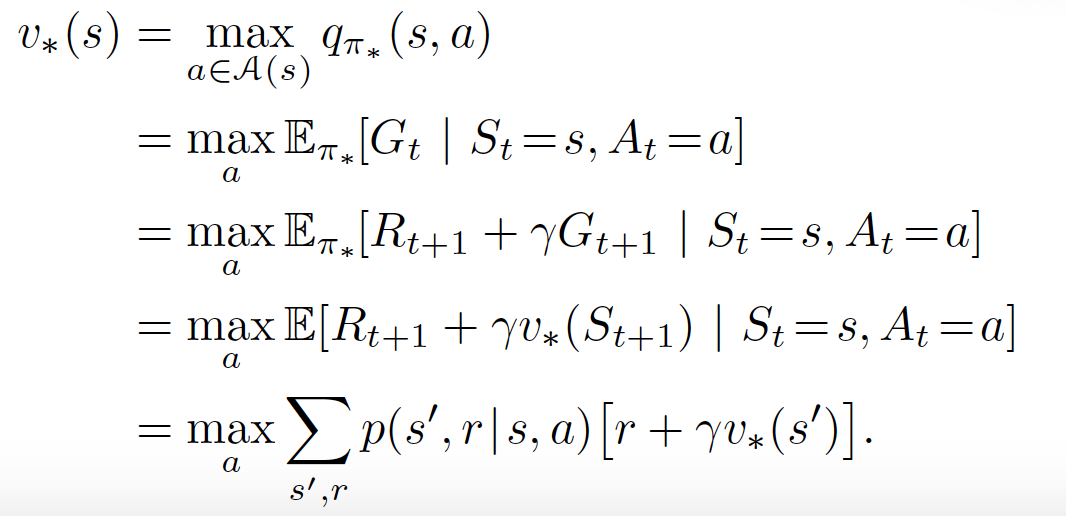 v_*(s) = max_{a∈𝒜(s)} q_{π_*}(s, a)
= max_a 𝔼_{π_*}[G_t | S_t=s, A_t=a]
= max_a 𝔼_{π_*}[R_{t+1} + γG_{t+1} | S_t=s, A_t=a]
= max_a 𝔼[R_{t+1} + γv_*(S_{t+1}) | S_t=s, A_t=a]
= max_a ∑_{s′,r} p(s′, r|s, a)[r + γv_*(s′)].